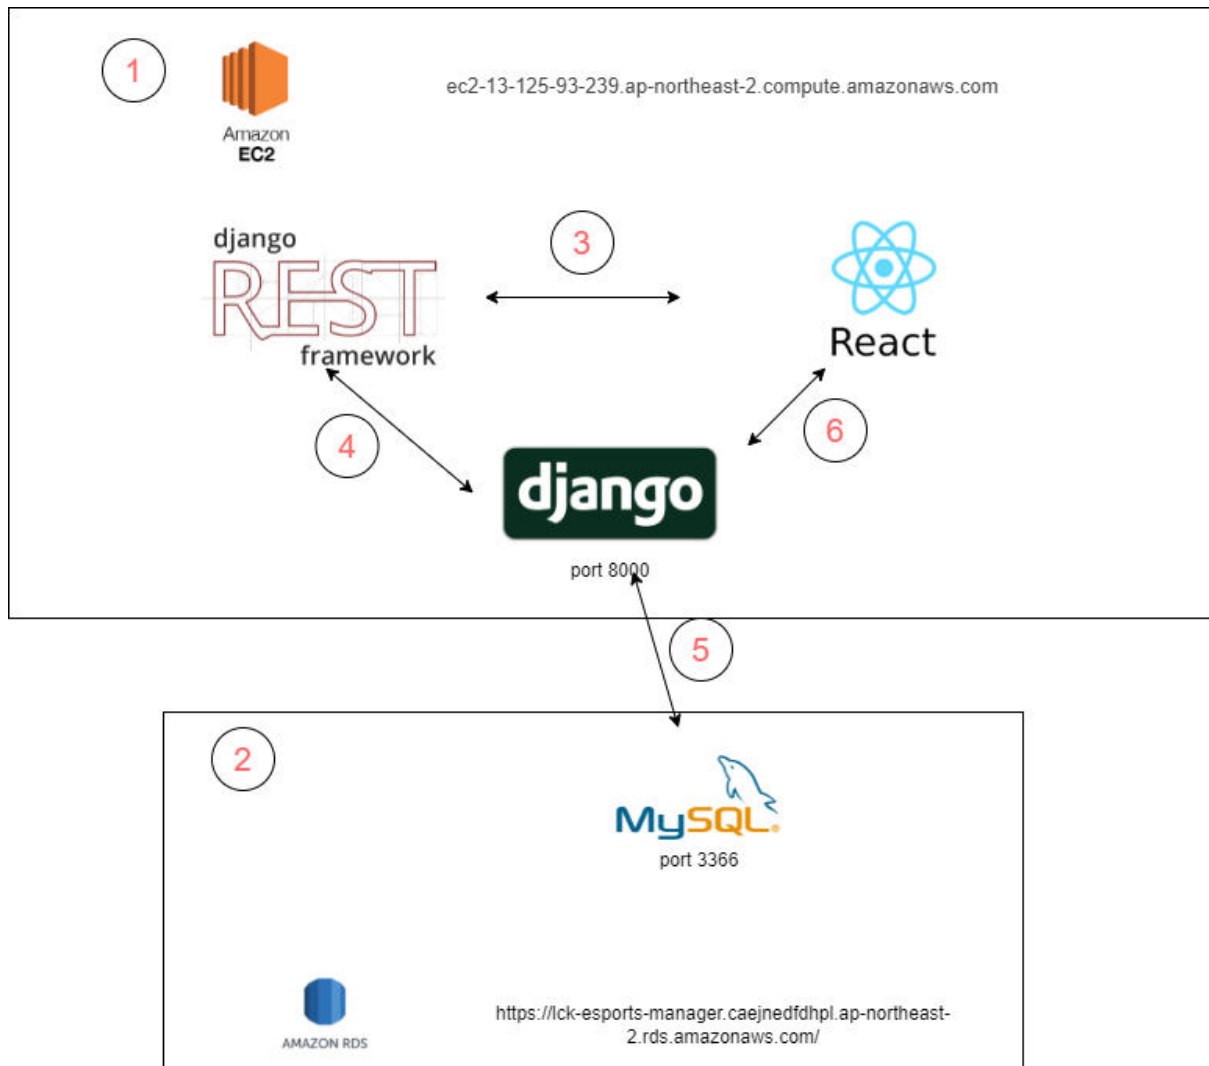 1
Amazon
EC2
ec2-13-125-93-239.ap-northeast-2.compute.amazonaws.com
django
REST
framework
3
React
4
6
django
port 8000
5
2
MySQL
port 3366
AMAZON RDS
https://lck-esports-manager.caejnedfdhpl.ap-northeast-
2.rds.amazonaws.com/